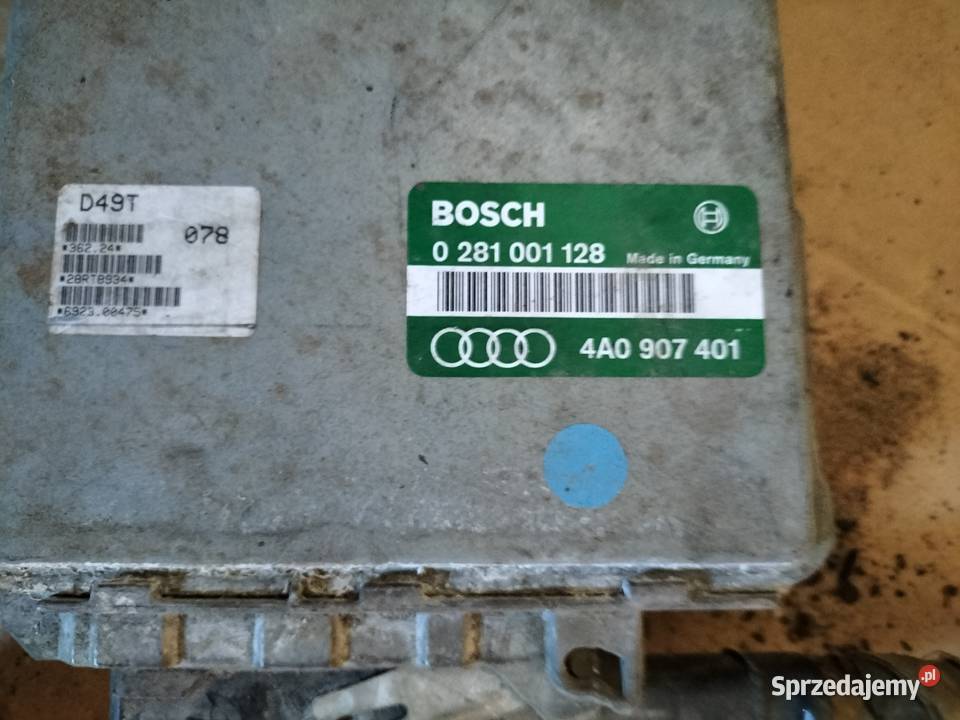 D49T
078
*362.24*
*28RTB934*
*6923.00475*
BOSCH
0 281 001 128 Made in Germany
4A0 907 401
Sprzedajemy.pl